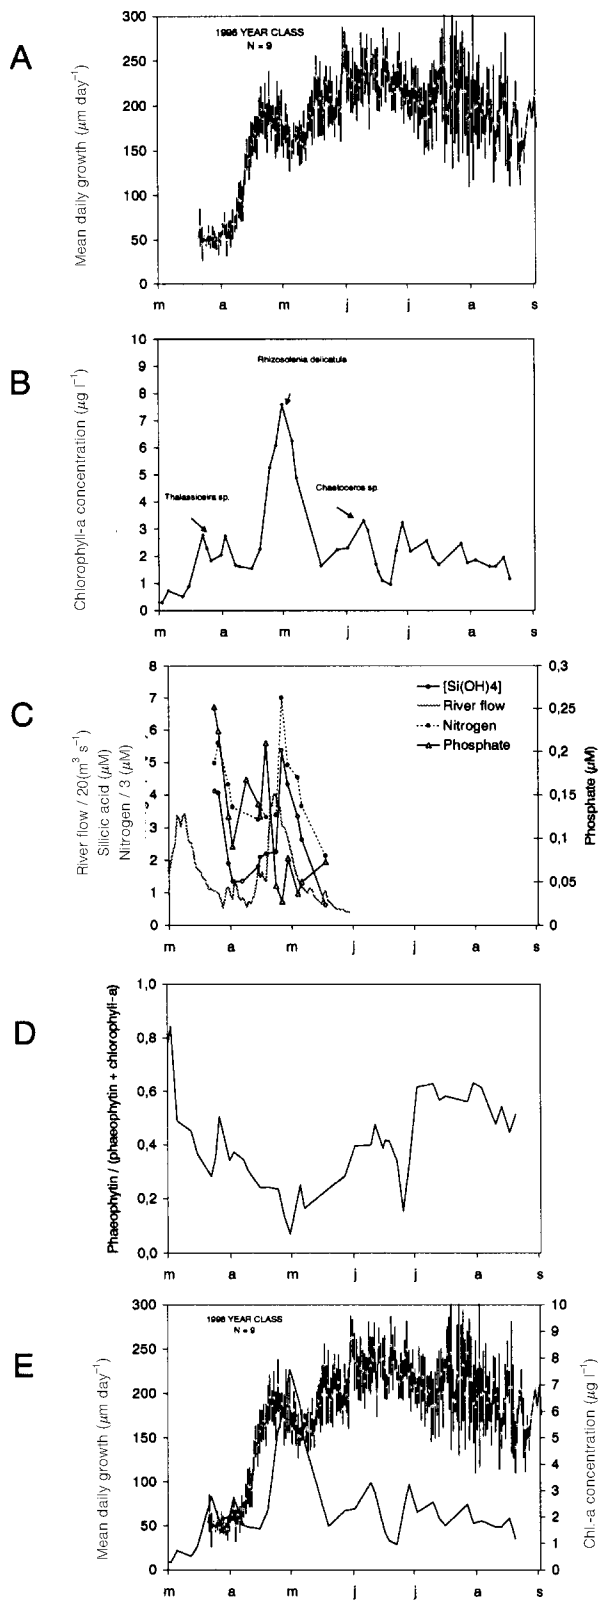 A
Mean daily growth (µm day⁻¹)
300
250
200
150
100
50
0
1996 YEAR CLASS
N = 9
m a m j j a s
B
Chlorophyll-a concentration (µg l⁻¹)
10
9
8
7
6
5
4
3
2
1
0
Rhizosolenia delicatula
Thalassiosira sp.
Chaetoceros sp.
m a m j j a s
C
River flow / 20(m³ s⁻¹)
Silicic acid (µM)
Nitrogen / 3 (µM)
8
7
6
5
4
3
2
1
0
[Si(OH)4]
River flow
Nitrogen
Phosphate
0,3
0,25
0,2
0,15
0,1
0,05
0
Phosphate (µM)
m a m j j a s
D
Phaeophytin / (phaeophytin + chlorophyll-a)
1,0
0,8
0,6
0,4
0,2
0,0
m a m j j a s
E
Mean daily growth (µm day⁻¹)
300
250
200
150
100
50
0
1996 YEAR CLASS
N = 9
10
9
8
7
6
5
4
3
2
1
0
Chl.-a concentration (µg l⁻¹)
m a m j j a s